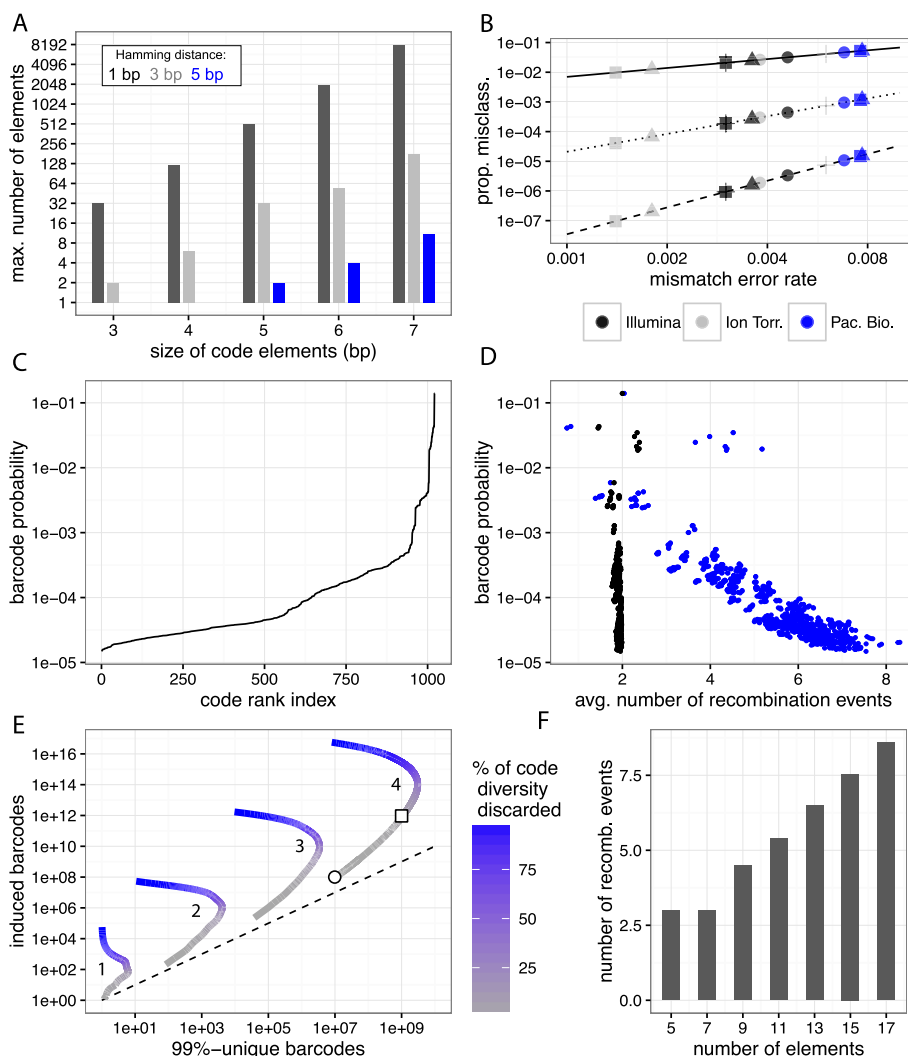 A
max. number of elements
8192
4096
2048
1024
512
256
128
64
32
16
8
4
2
1
Hamming distance:
1 bp 3 bp 5 bp
3 4 5 6 7
size of code elements (bp)
B
prop. misclass.
1e−01
1e−02
1e−03
1e−04
1e−05
1e−06
1e−07
0.001 0.002 0.004 0.008
mismatch error rate
Illumina Ion Torr. Pac. Bio.
C
barcode probability
1e−01
1e−02
1e−03
1e−04
1e−05
0 250 500 750 1000
code rank index
D
barcode probability
1e−01
1e−02
1e−03
1e−04
1e−05
2 4 6 8
avg. number of recombination events
E
induced barcodes
1e+16
1e+14
1e+12
1e+10
1e+08
1e+06
1e+04
1e+02
1e+00
1
2
3
4
1e+01 1e+03 1e+05 1e+07 1e+09
99%−unique barcodes
% of code
diversity
discarded
75
50
25
F
number of recomb. events
7.5
5.0
2.5
0.0
5 7 9 11 13 15 17
number of elements